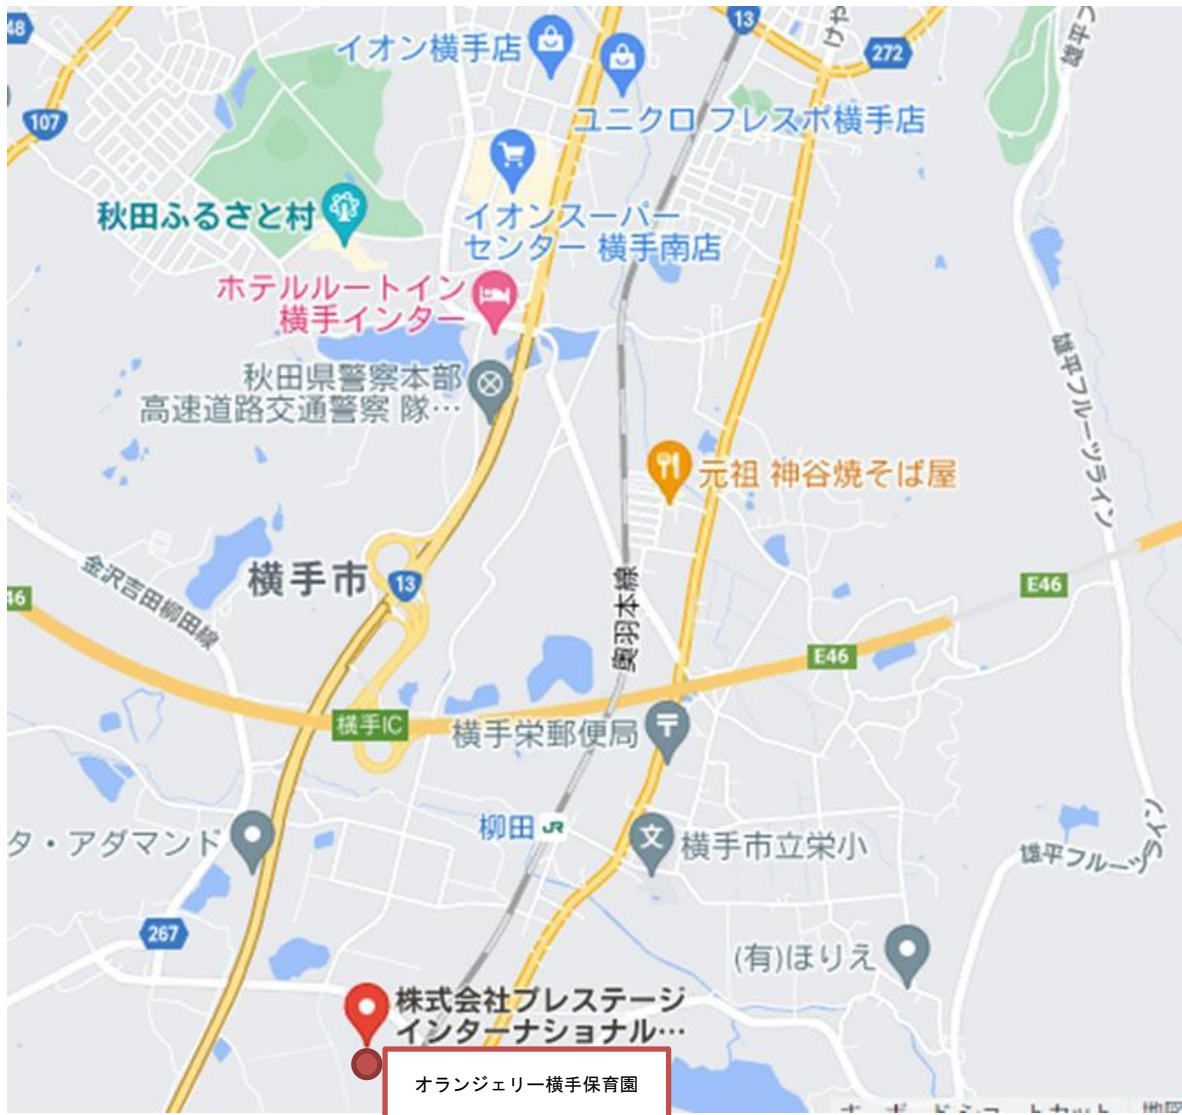 48
13
けや
272
雄平
イオン横手店
ユニクロ フレスポ横手店
107
秋田ふるさと村
イオンスーパー
センター 横手南店
ホテルルートイン
横手インター
秋田県警察本部
高速道路交通警察 隊…
雄平フルーツライン
元祖 神谷焼そば屋
金沢吉田柳田線
横手市
13
奥羽本線
E46
46
E46
横手IC
横手栄郵便局
柳田 JR
タ・アダマンド
横手市立栄小
雄平フルーツライン
267
(有)ほりえ
株式会社プレステージ
インターナショナル…
オランジェリー横手保育園